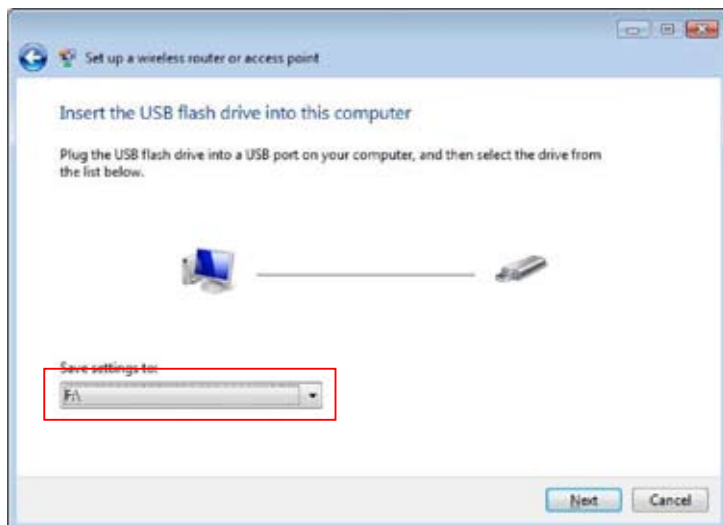 Set up a wireless router or access point
Insert the USB flash drive into this computer
Plug the USB flash drive into a USB port on your computer, and then select the drive from
the list below.
Save settings to:
F:\
Next
Cancel